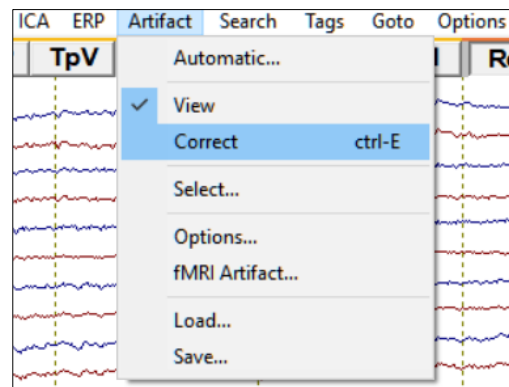 ICA ERP Artifact Search Tags Goto Options
TpV
Automatic...
View
Correct ctrl-E
Select...
Options...
fMRI Artifact...
Load...
Save...